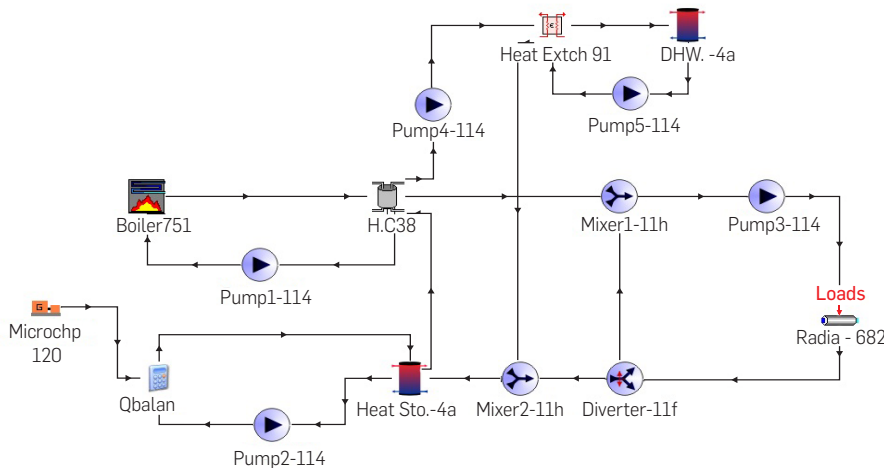 Heat Extch 91
DHW. -4a
Pump4-114
Pump5-114
Boiler751
H.C38
Mixer1-11h
Pump3-114
Pump1-114
Loads
G
Microchp
120
Radia - 682
Qbalan
Heat Sto.-4a
Mixer2-11h
Diverter-11f
Pump2-114